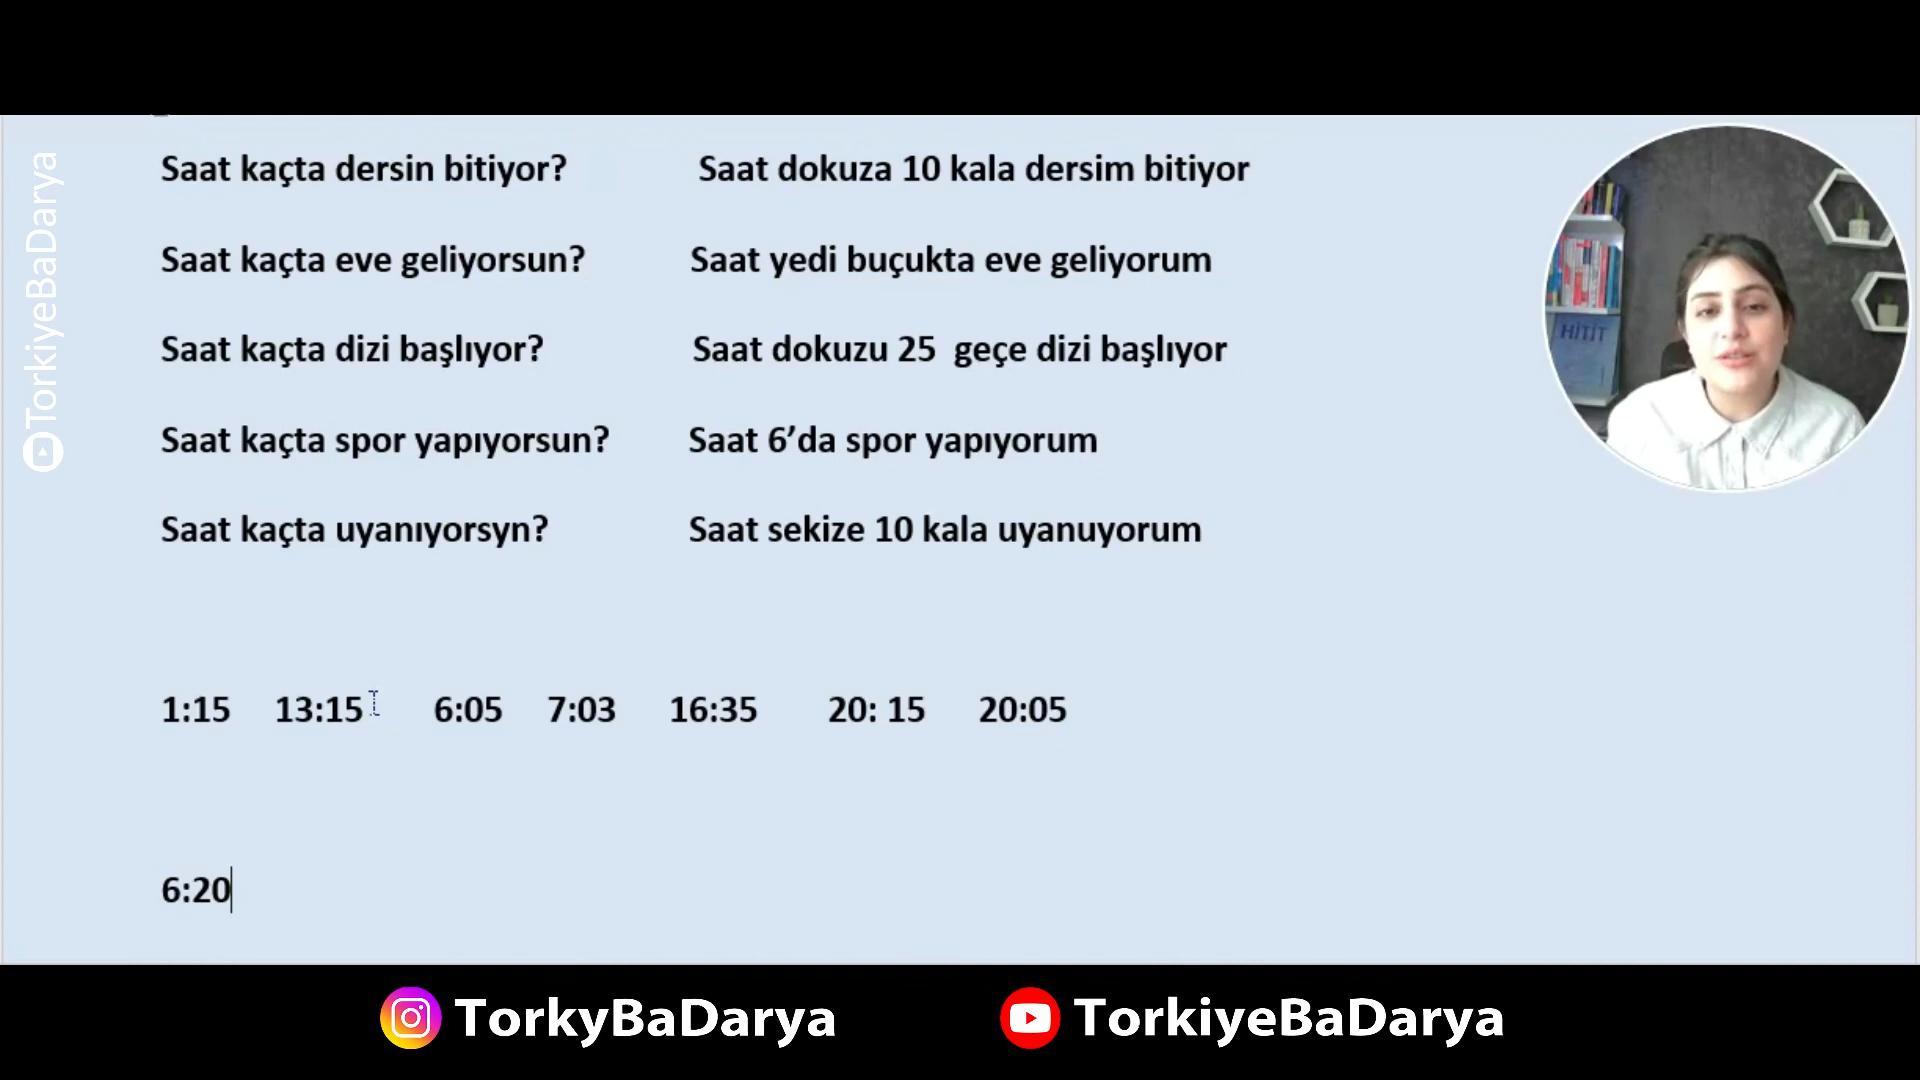 Saat kaçta dersin bitiyor? Saat dokuza 10 kala dersim bitiyor
Saat kaçta eve geliyorsun? Saat yedi buçukta eve geliyorum
Saat kaçta dizi başlıyor? Saat dokuzu 25 geçe dizi başlıyor
Saat kaçta spor yapıyorsun? Saat 6’da spor yapıyorum
Saat kaçta uyanıyorsyn? Saat sekize 10 kala uyanuyorum
1:15 13:15 6:05 7:03 16:35 20: 15 20:05
6:20
TorkiyeBaDarya
HİTİT
TorkyBaDarya TorkiyeBaDarya